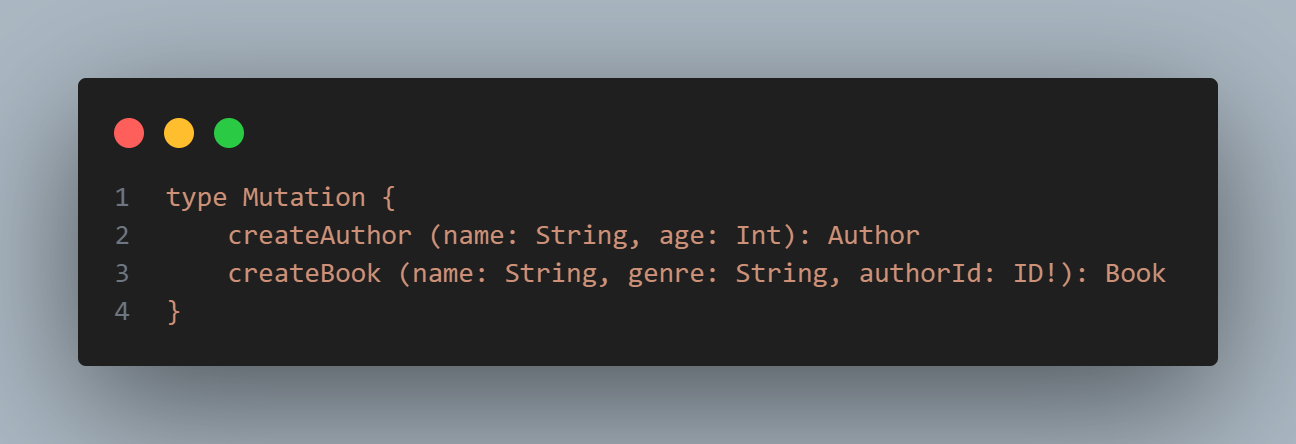 1 type Mutation {
2     createAuthor (name: String, age: Int): Author
3     createBook (name: String, genre: String, authorId: ID!): Book
4 }